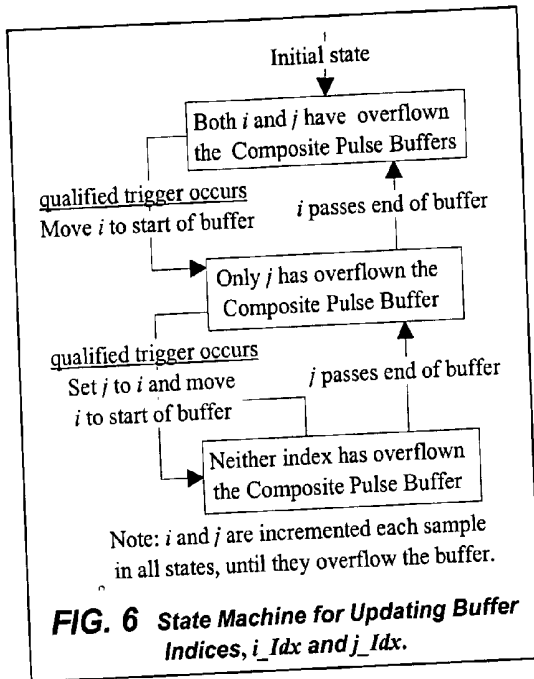 Initial state
Both i and j have overflown
the Composite Pulse Buffers
qualified trigger occurs
Move i to start of buffer
i passes end of buffer
Only j has overflown the
Composite Pulse Buffer
qualified trigger occurs
Set j to i and move
i to start of buffer
j passes end of buffer
Neither index has overflown
the Composite Pulse Buffer
Note: i and j are incremented each sample
in all states, until they overflow the buffer.
FIG. 6 State Machine for Updating Buffer
Indices, i_Idx and j_Idx.